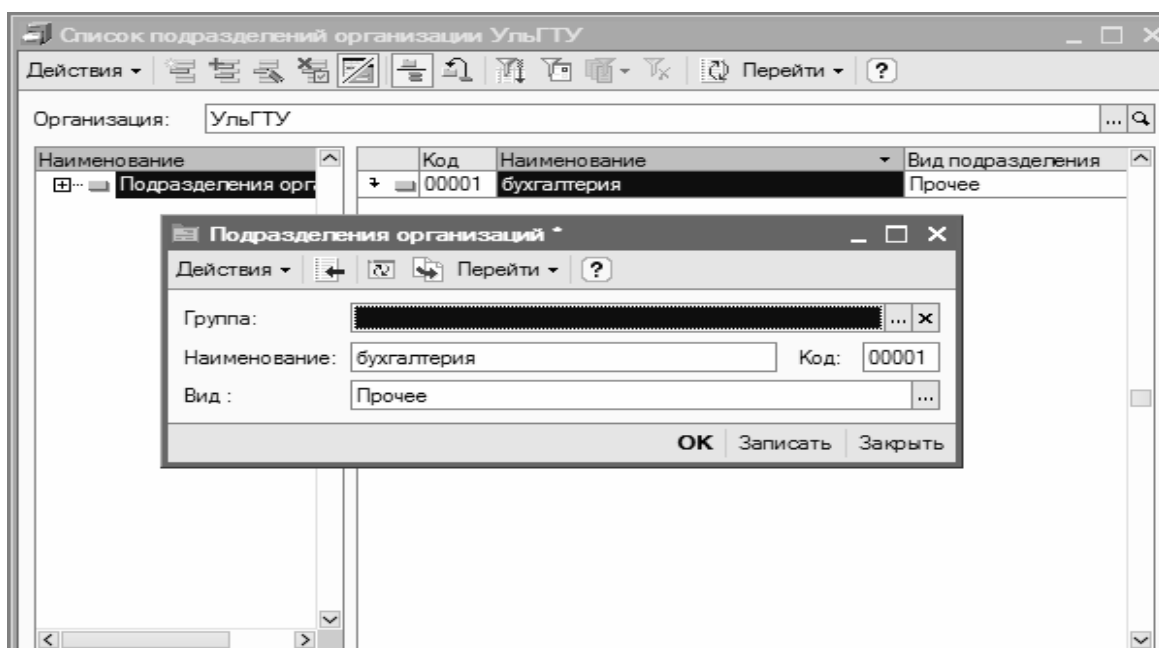 Список подразделений организации УльГТУ
Действия Перейти ?
Организация: УльГТУ ...
Наименование Код Наименование Вид подразделения
Подразделения орга 00001 бухгалтерия Прочее
Подразделения организаций *
Действия Перейти ?
Группа: ...
Наименование: бухгалтерия Код: 00001
Вид : Прочее ...
OK Записать Закрыть